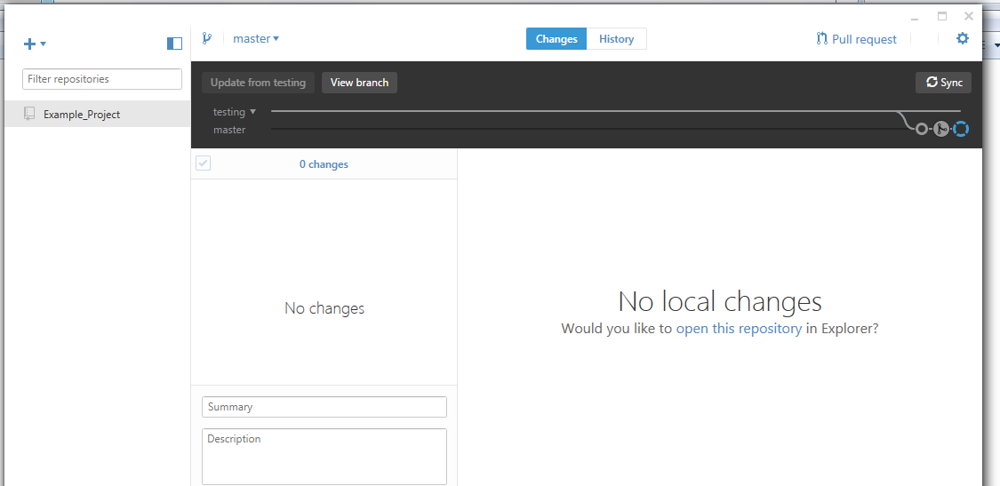 master
Changes
History
Pull request
Filter repositories
Update from testing
View branch
Sync
Example_Project
testing
master
0 changes
No changes
No local changes
Would you like to open this repository in Explorer?
Summary
Description